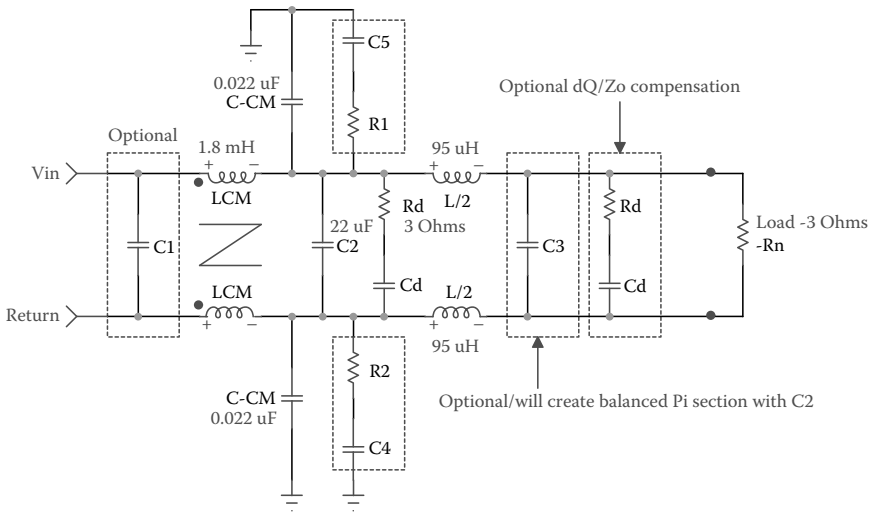 C5
0.022 uF
C-CM
R1
Optional dQ/Zo compensation
Optional
1.8 mH
95 uH
+ −
+ −
Vin
LCM
L/2
Rd
Rd
3 Ohms
22 uF
C1
C2
C3
Load -3 Ohms
-Rn
Cd
Cd
LCM
L/2
Return
+ −
+ −
95 uH
R2
C-CM
0.022 uF
Optional/will create balanced Pi section with C2
C4